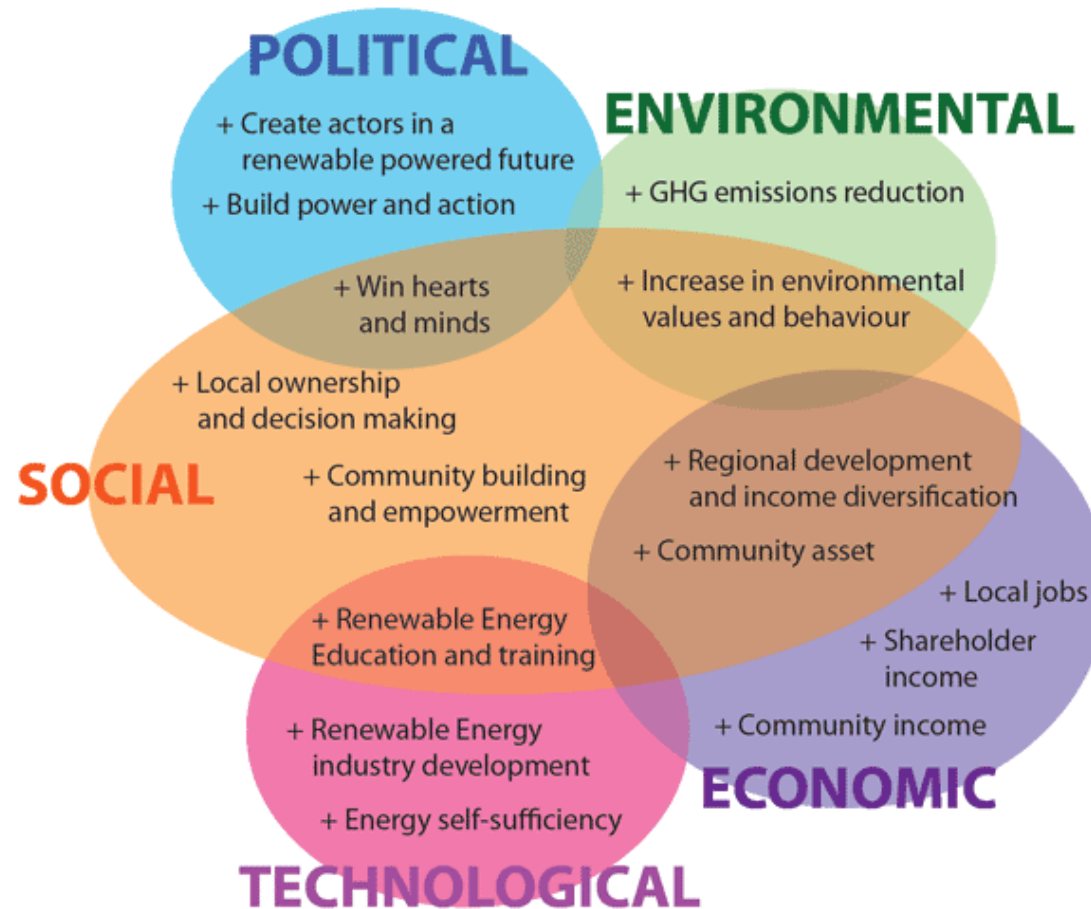 POLITICAL
+ Create actors in a
renewable powered future
+ Build power and action
ENVIRONMENTAL
+ GHG emissions reduction
+ Win hearts
and minds
+ Increase in environmental
values and behaviour
SOCIAL
+ Local ownership
and decision making
+ Community building
and empowerment
+ Regional development
and income diversification
+ Community asset
+ Local jobs
+ Shareholder
income
+ Community income
ECONOMIC
+ Renewable Energy
Education and training
+ Renewable Energy
industry development
+ Energy self-sufficiency
TECHNOLOGICAL